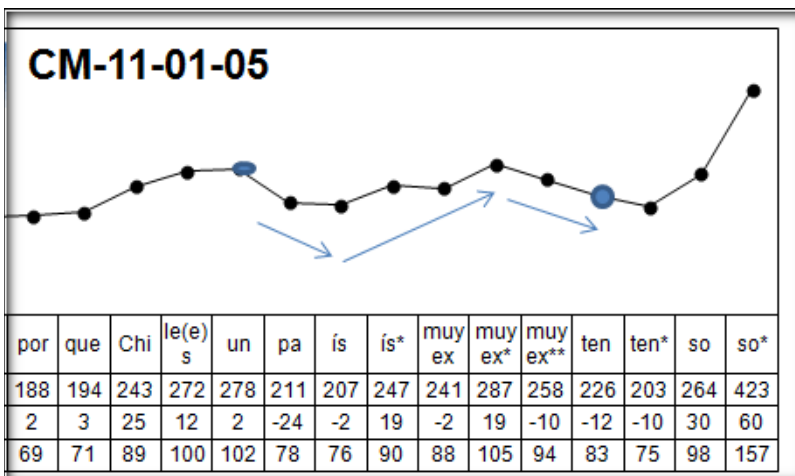 CM-11-01-05
por que Chi le(e)s un pa ís ís* muy ex muy ex* muy ex** ten ten* so so*
188 194 243 272 278 211 207 247 241 287 258 226 203 264 423
2 3 25 12 2 -24 -2 19 -2 19 -10 -12 -10 30 60
69 71 89 100 102 78 76 90 88 105 94 83 75 98 157